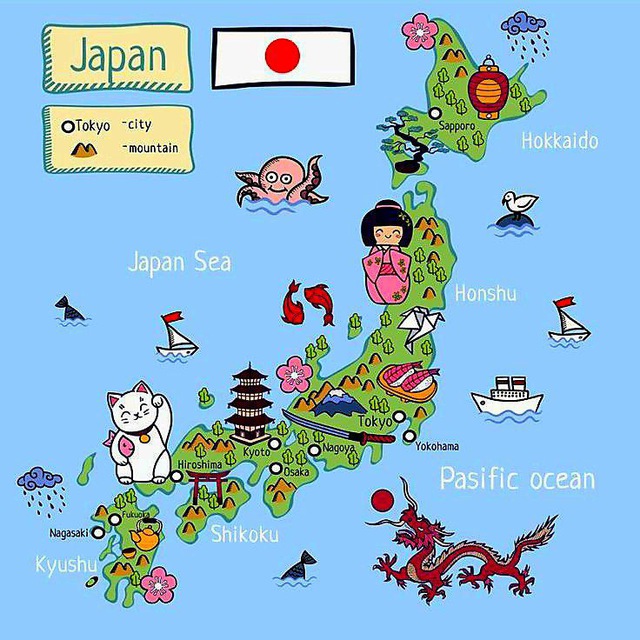 Japan
Tokyo -city
-mountain
Sapporo
Hokkaido
Japan Sea
Honshu
Tokyo
Yokohama
Nagoya
Kyoto
Osaka
Hiroshima
Pasific ocean
Fukuoka
Nagasaki
Shikoku
Kyushu